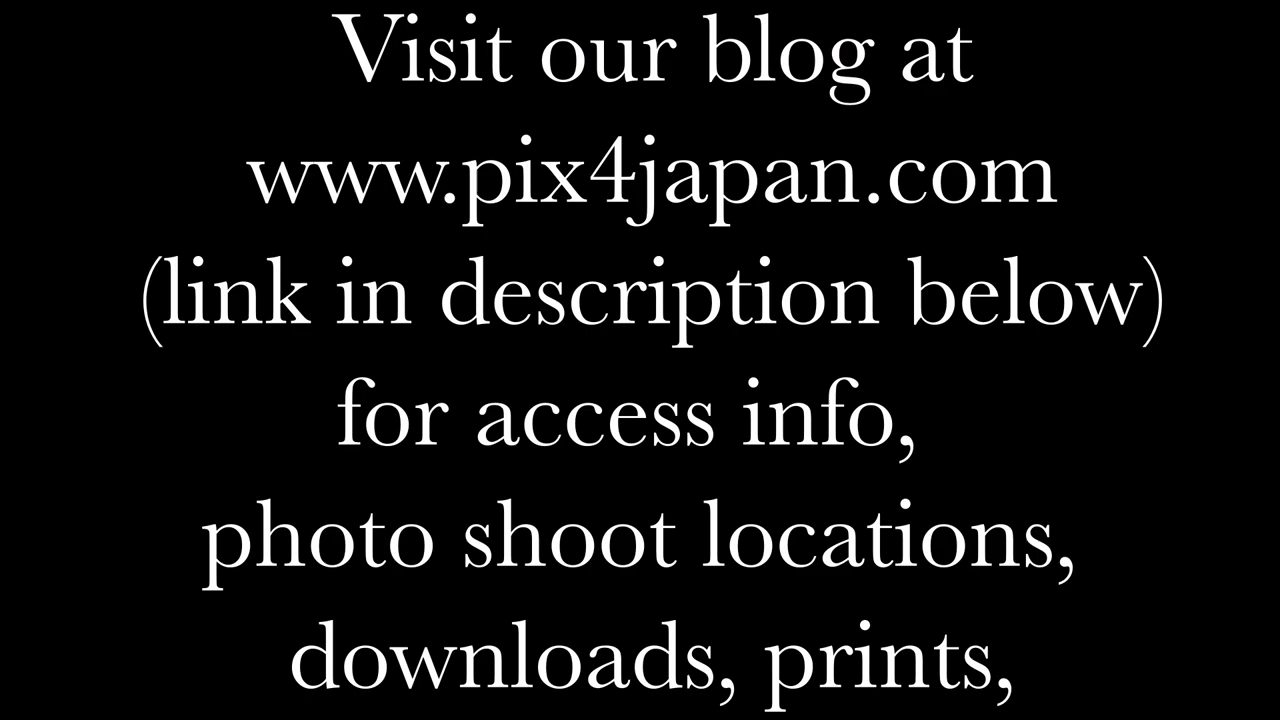 Visit our blog at
www.pix4japan.com
(link in description below)
for access info,
photo shoot locations,
downloads, prints,